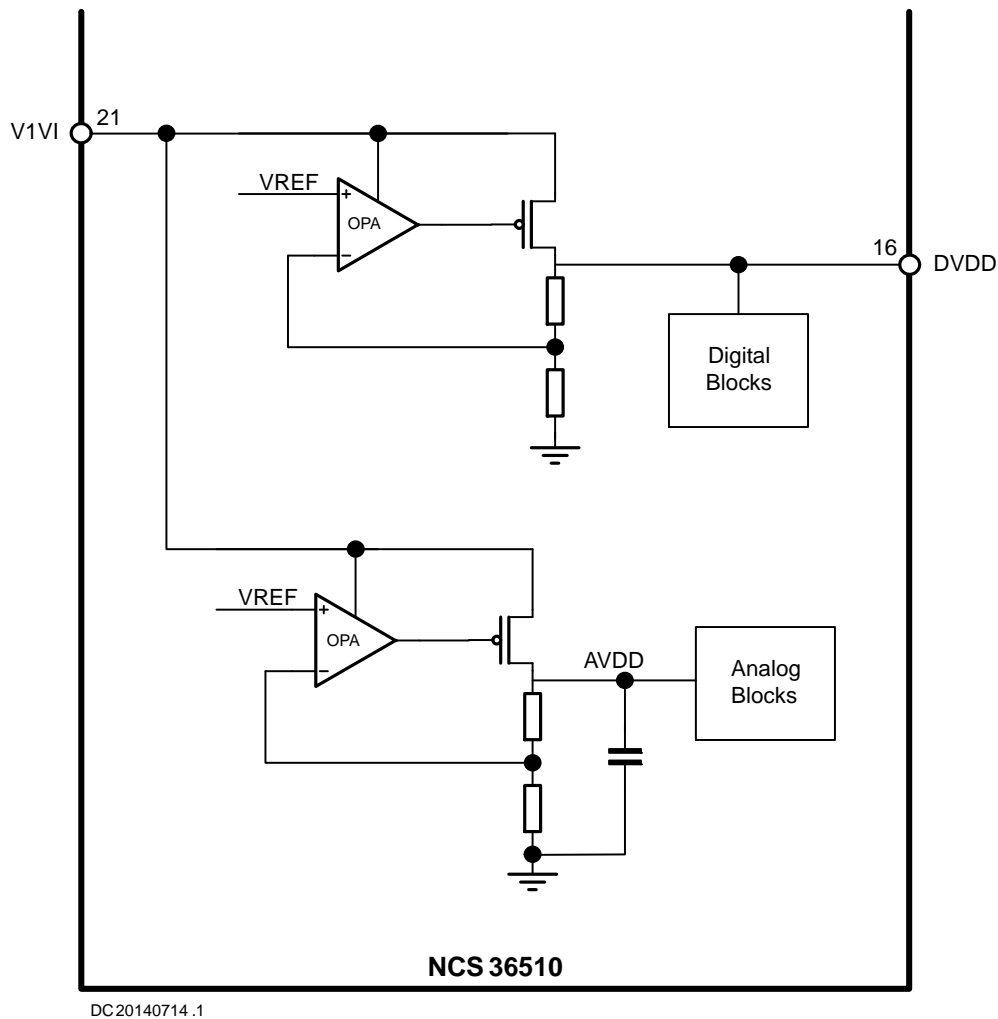 V1VI
21
VREF
+
OPA
−
16
DVDD
Digital
Blocks
VREF
+
OPA
−
AVDD
Analog
Blocks
NCS 36510
DC20140714 .1